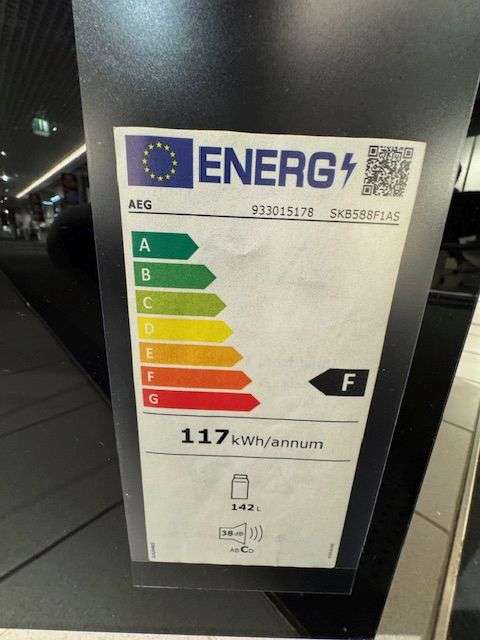 ENERG
AEG
933015178 SKB588F1AS
A
B
C
D
E
F
F
G
117 kWh/annum
142 L
38 dB
ABCD